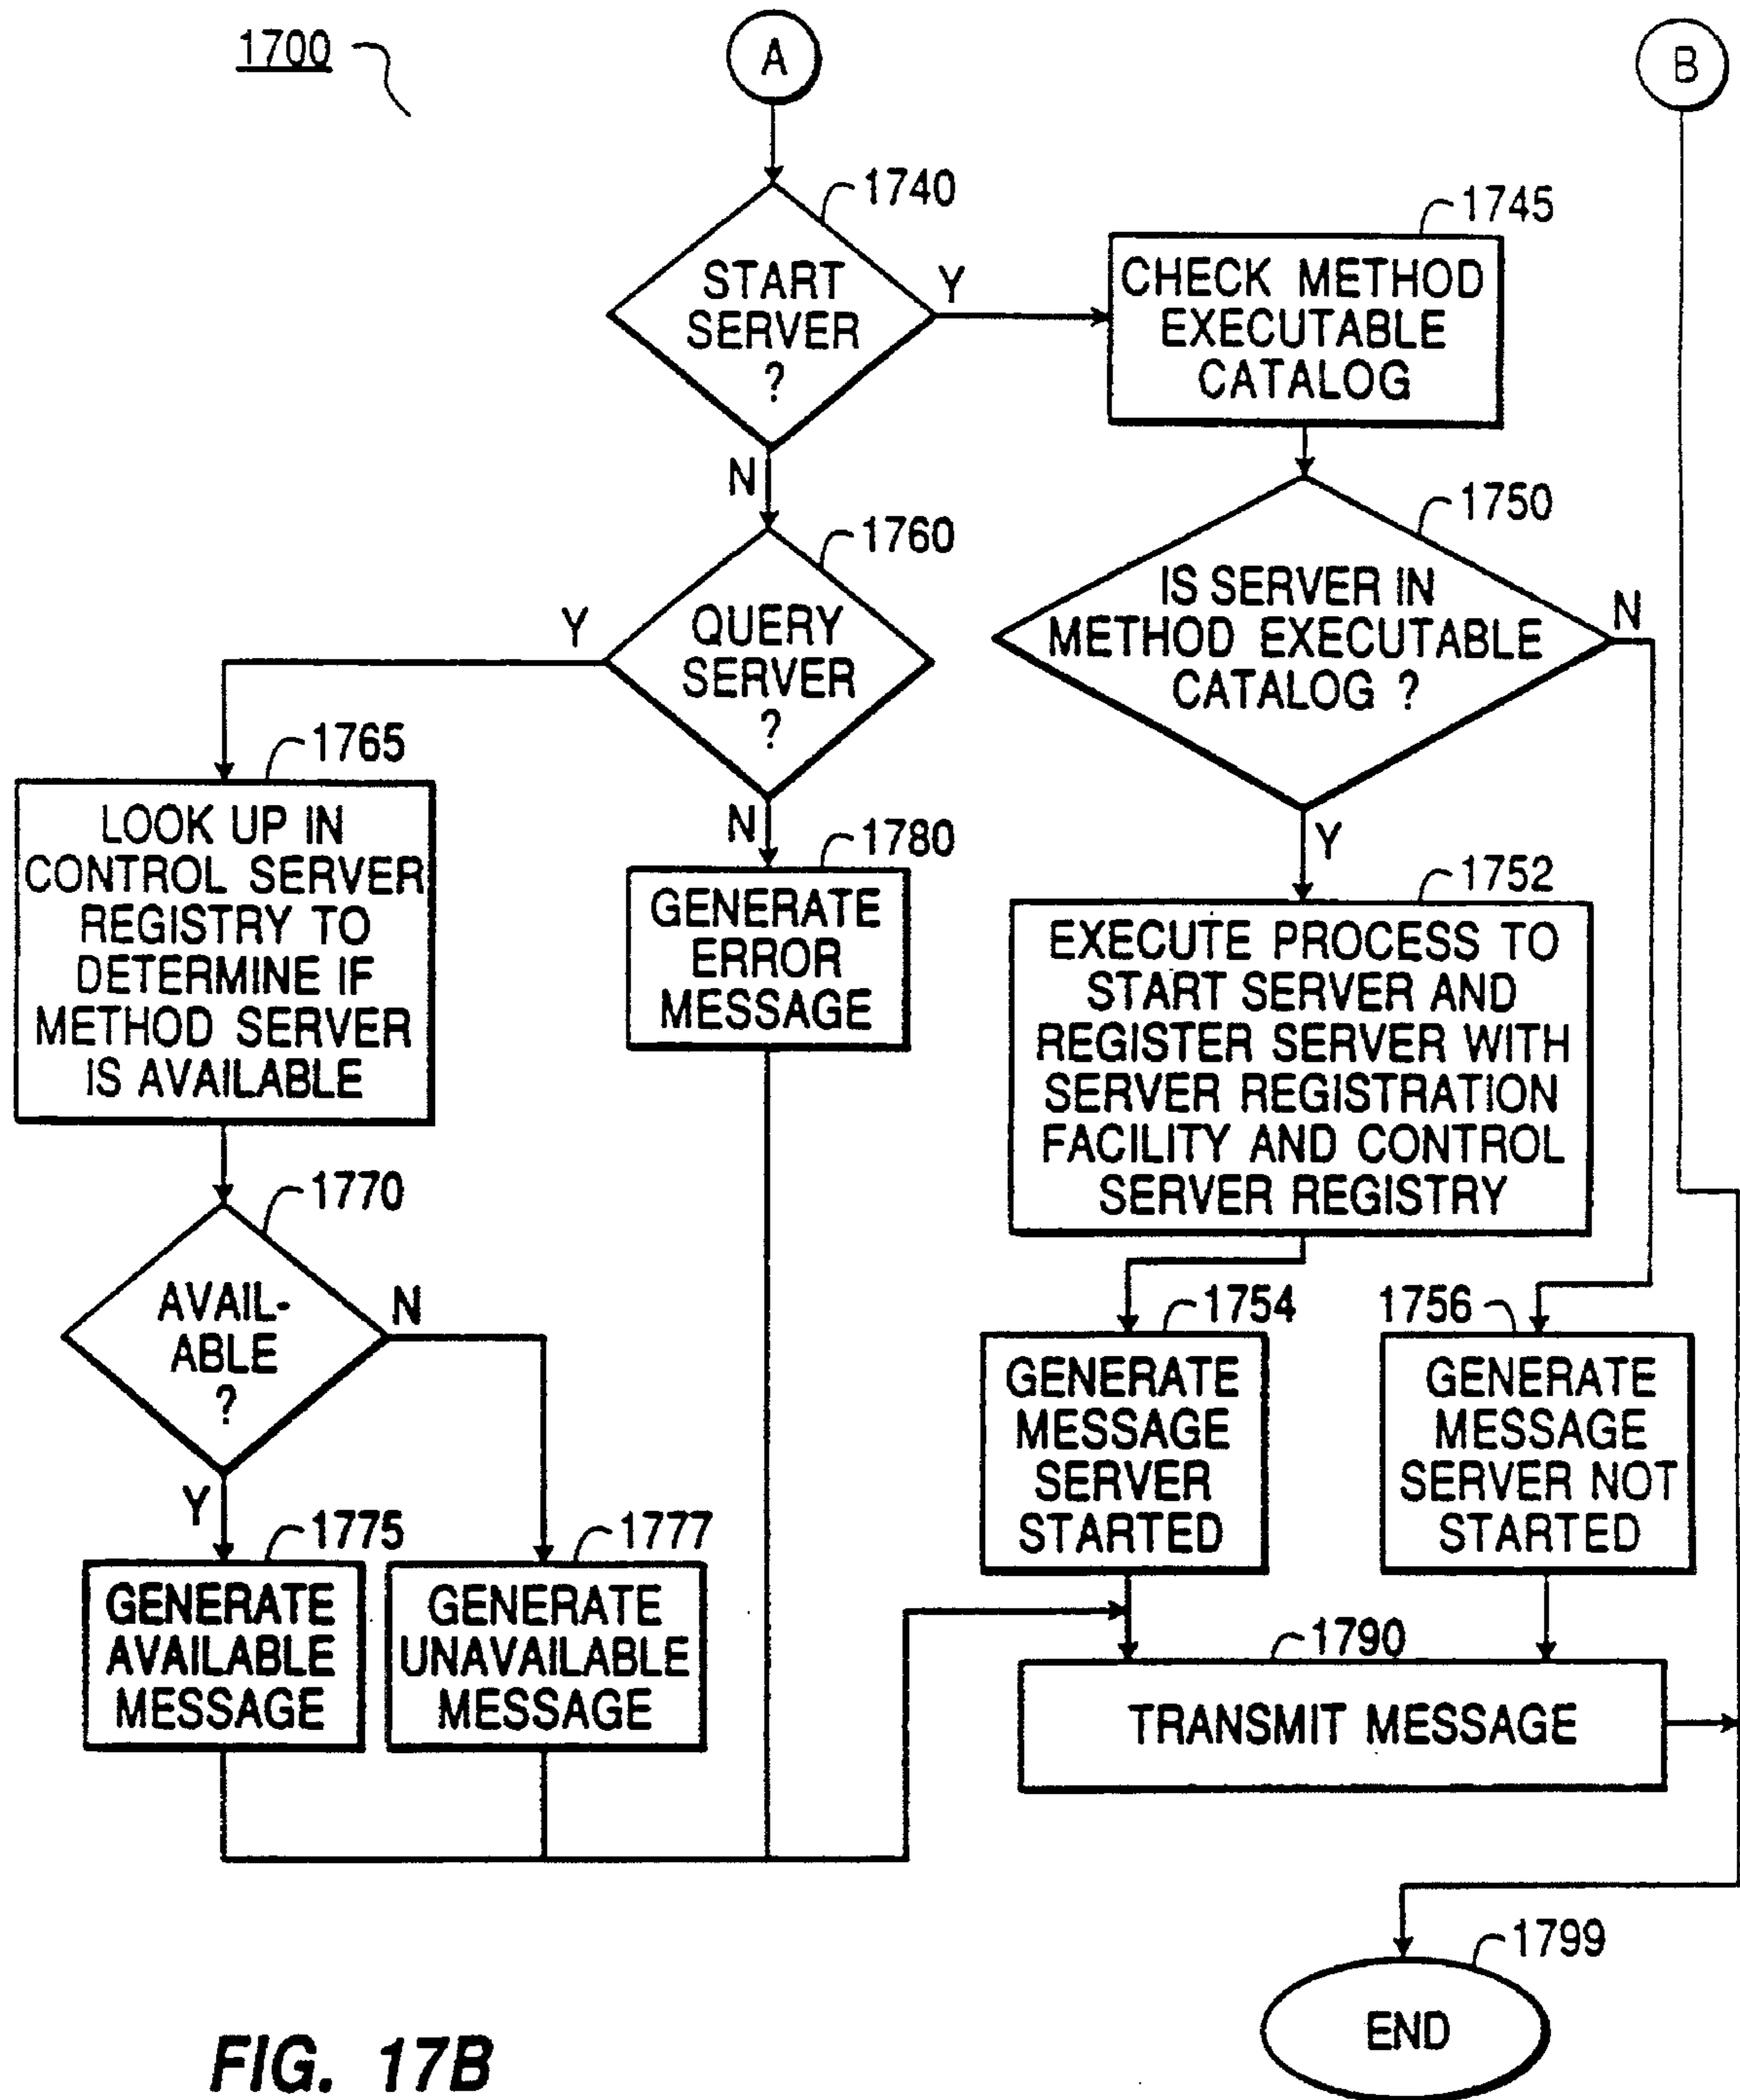 1700
A
B
1740
START
SERVER
?
Y
N
1745
CHECK METHOD
EXECUTABLE
CATALOG
1750
IS SERVER IN
METHOD EXECUTABLE
CATALOG ?
N
Y
1760
QUERY
SERVER
?
Y
N
1765
LOOK UP IN
CONTROL SERVER
REGISTRY TO
DETERMINE IF
METHOD SERVER
IS AVAILABLE
1780
GENERATE
ERROR
MESSAGE
1752
EXECUTE PROCESS TO
START SERVER AND
REGISTER SERVER WITH
SERVER REGISTRATION
FACILITY AND CONTROL
SERVER REGISTRY
1770
AVAIL-
ABLE
?
N
Y
1754
GENERATE
MESSAGE
SERVER
STARTED
1756
GENERATE
MESSAGE
SERVER NOT
STARTED
1775
GENERATE
AVAILABLE
MESSAGE
1777
GENERATE
UNAVAILABLE
MESSAGE
1790
TRANSMIT MESSAGE
1799
END
FIG. 17B